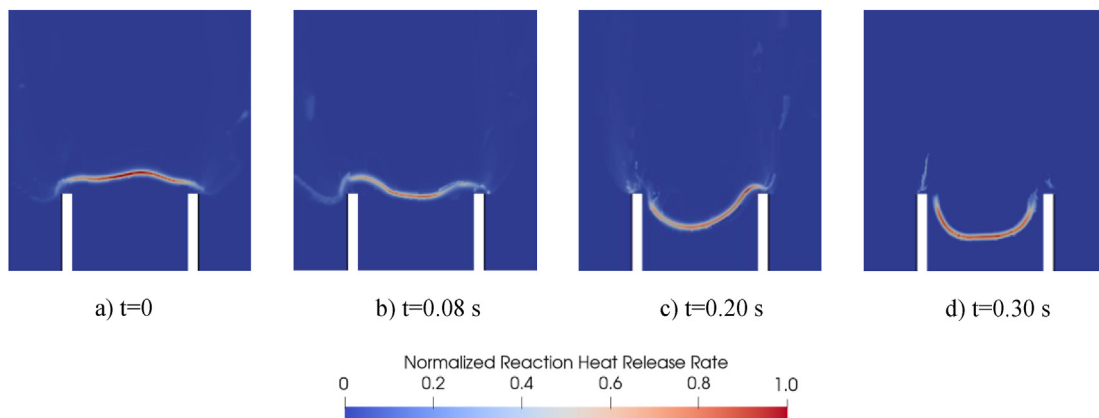 a) t=0
b) t=0.08 s
c) t=0.20 s
d) t=0.30 s
Normalized Reaction Heat Release Rate
0 0.2 0.4 0.6 0.8 1.0